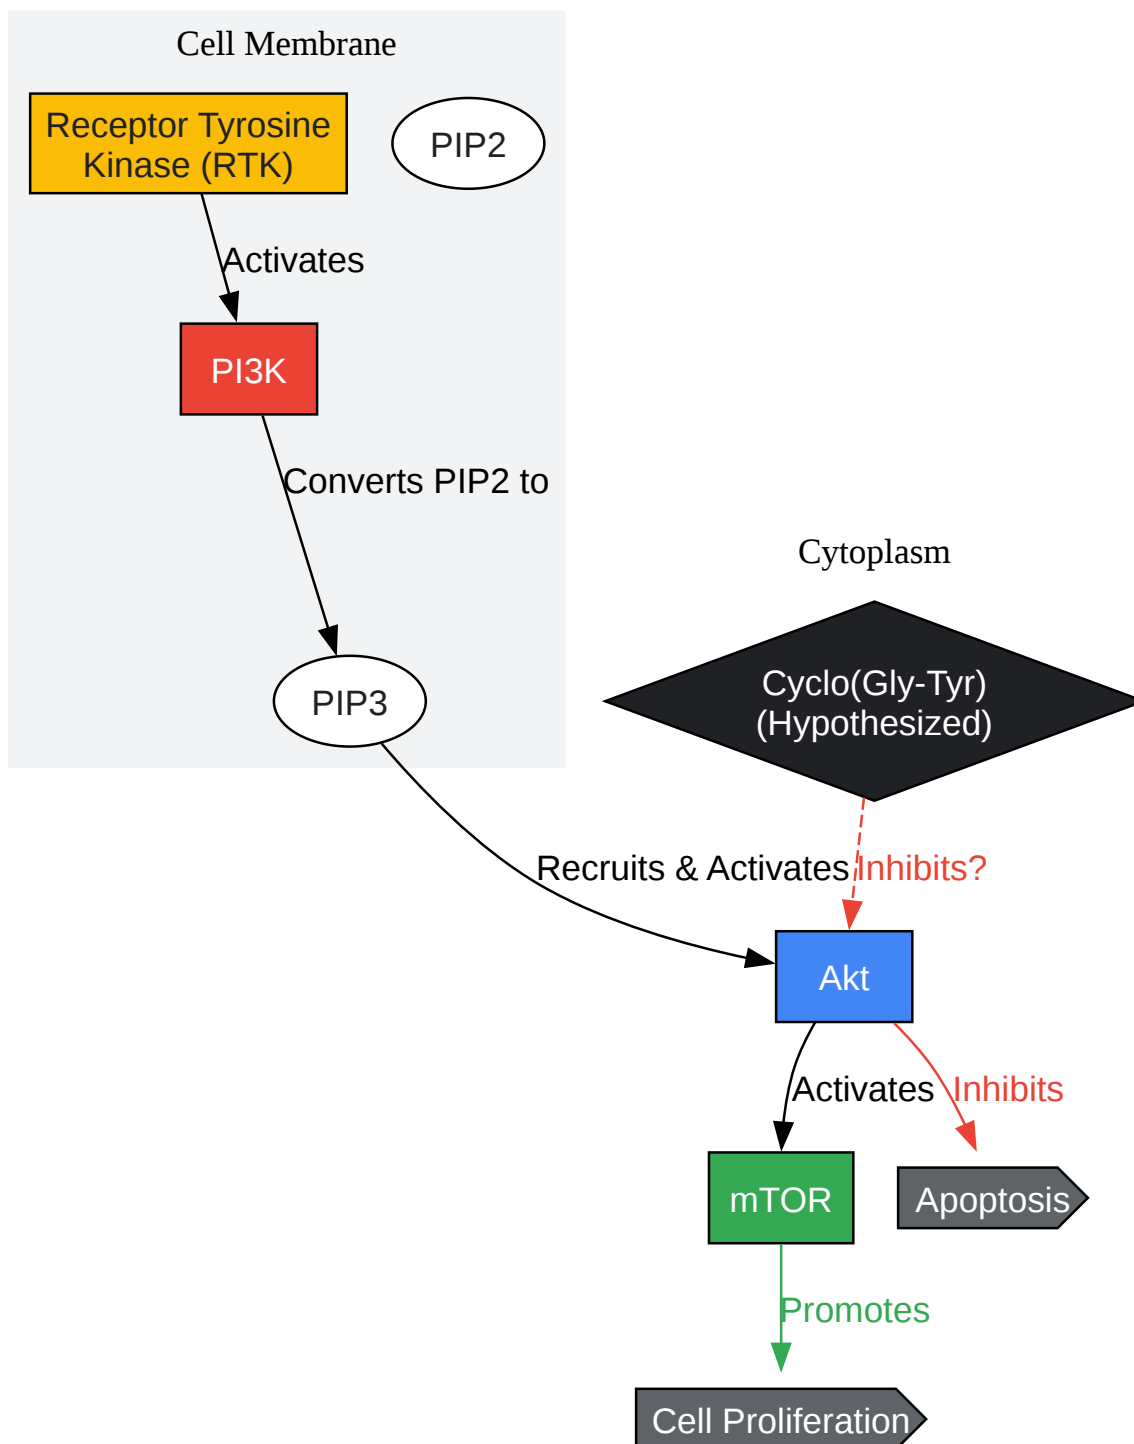 Cell Membrane
Receptor Tyrosine
Kinase (RTK)
PIP2
Activates
PI3K
Converts PIP2 to
Cytoplasm
Cyclo(Gly-Tyr)
(Hypothesized)
PIP3
Recruits & Activates
Inhibits?
Akt
Activates
Inhibits
mTOR
Apoptosis
Promotes
Cell Proliferation